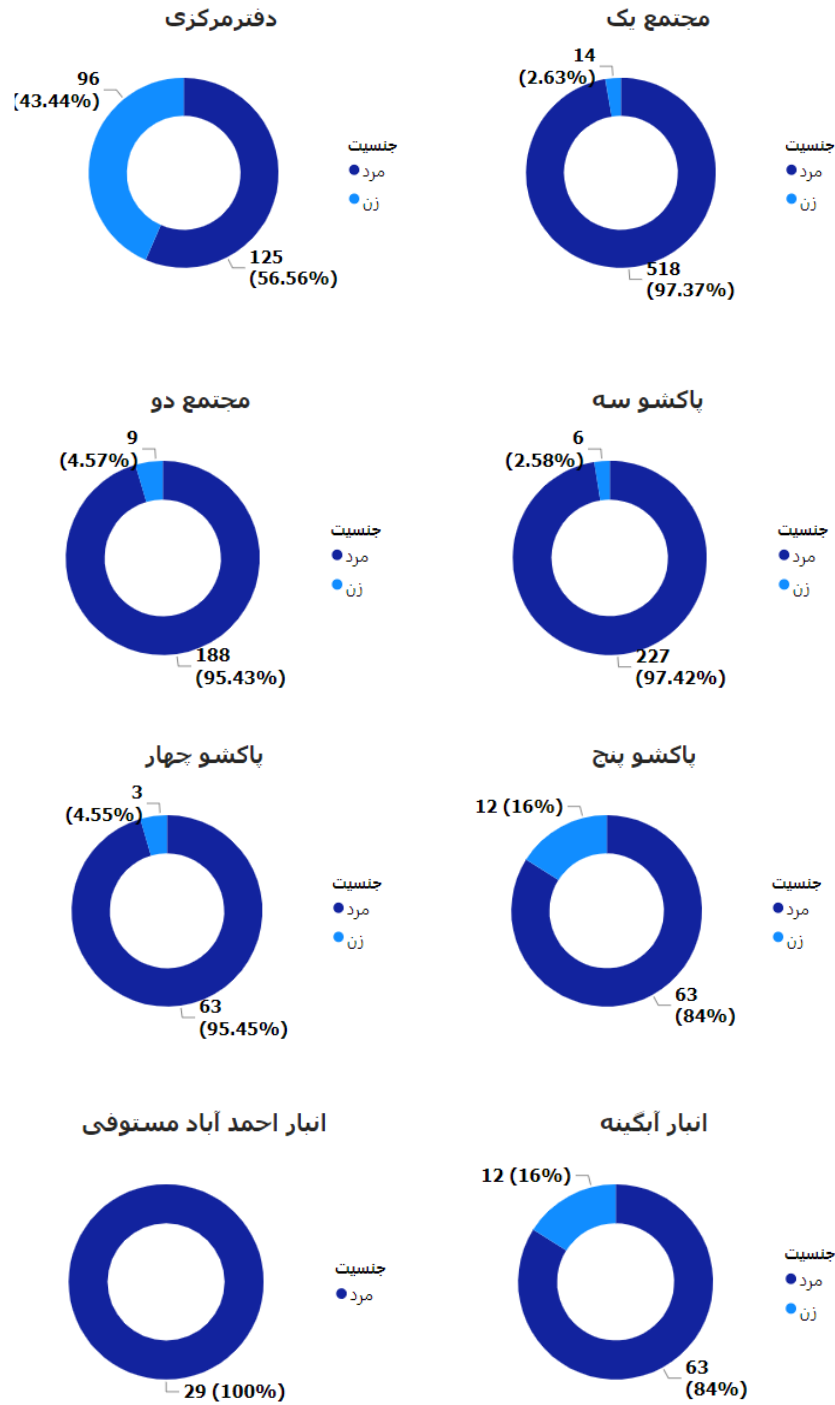 مجتمع یک
14
(2.63%)
جنسیت
مرد
زن
518
(97.37%)
دفترمرکزی
96
(43.44%)
جنسیت
مرد
زن
125
(56.56%)
پاکشو سه
6
(2.58%)
جنسیت
مرد
زن
227
(97.42%)
مجتمع دو
9
(4.57%)
جنسیت
مرد
زن
188
(95.43%)
پاکشو پنج
12 (16%)
جنسیت
مرد
زن
63
(84%)
پاکشو چهار
3
(4.55%)
جنسیت
مرد
زن
63
(95.45%)
انبار آبگینه
12 (16%)
جنسیت
مرد
زن
63
(84%)
انبار احمد آباد مستوفی
جنسیت
مرد
29 (100%)